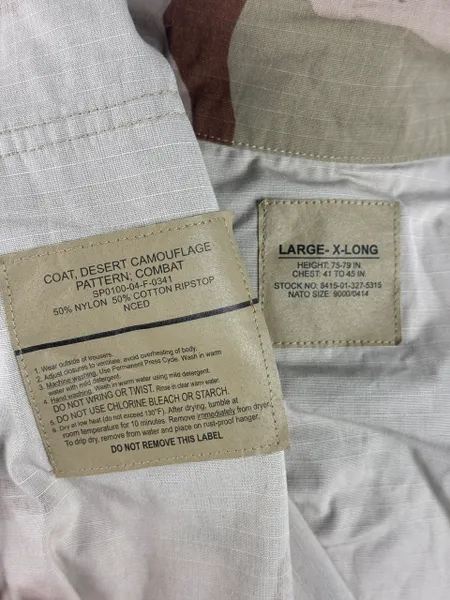 COAT, DESERT CAMOUFLAGE
PATTERN; COMBAT
SP0100-04-F-0341
50% NYLON 50% COTTON RIPSTOP
NCED
1. Wear outside of trousers.
2. Adjust closures to ventilate; avoid overheating of body.
3. Machine washing. Use Permanent Press Cycle. Wash in warm
water with mild detergent.
4. Hand washing. Wash in warm water using mild detergent.
DO NOT WRING OR TWIST. Rinse in clear warm water.
5. DO NOT USE CHLORINE BLEACH OR STARCH.
6. Dry at low heat (do not exceed 130°F). After drying, tumble at
room temperature for 10 minutes. Remove immediately from dryer.
To drip dry, remove from water and place on rust-proof hanger.
DO NOT REMOVE THIS LABEL
LARGE- X-LONG
HEIGHT: 75-79 IN.
CHEST: 41 TO 45 IN.
STOCK NO: 8415-01-327-5315
NATO SIZE: 9000/0414